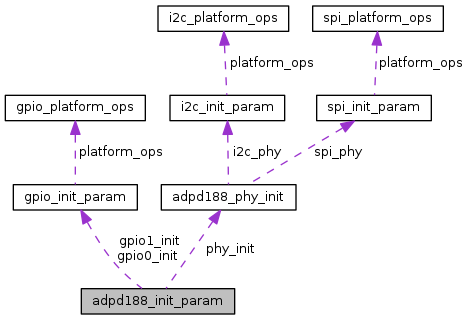 i2c_platform_ops
spi_platform_ops
platform_ops
platform_ops
gpio_platform_ops
i2c_init_param
spi_init_param
platform_ops
i2c_phy
spi_phy
gpio_init_param
adpd188_phy_init
gpio1_init
gpio0_init
phy_init
adpd188_init_param